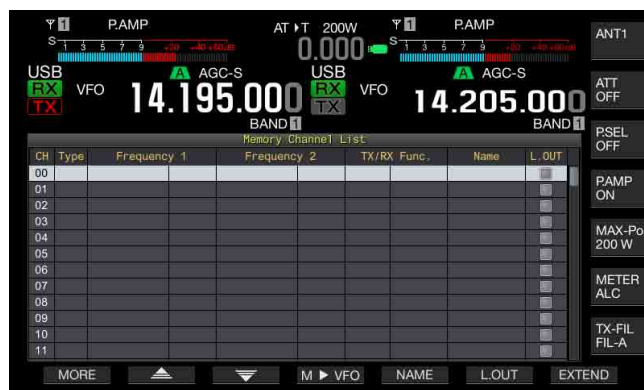 1 P.AMP AT T 200W 1 P.AMP
S 1 3 5 7 9 +20 +40 +60dB 0.000 S 1 3 5 7 9 +20 +40 +60dB
USB A AGC-S USB A AGC-S
RX VFO 14.195.000 RX VFO 14.205.000
TX TX
BAND 1 BAND 1
Memory Channel List
CH Type Frequency 1 Frequency 2 TX/RX Func. Name L.OUT
00
01
02
03
04
05
06
07
08
09
10
11
MORE M ▶ VFO NAME L.OUT EXTEND
ANT1
ATT
OFF
P.SEL
OFF
P.AMP
ON
MAX-Po
200 W
METER
ALC
TX-FIL
FIL-A